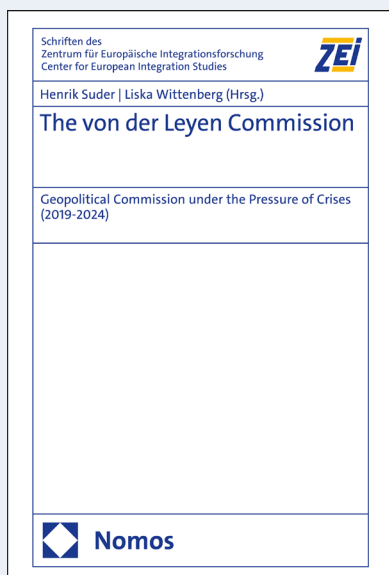 Schriften des
Zentrum für Europäische Integrationsforschung
Center for European Integration Studies
ZEI
Henrik Suder | Liska Wittenberg (Hrsg.)
The von der Leyen Commission
Geopolitical Commission under the Pressure of Crises
(2019-2024)
Nomos